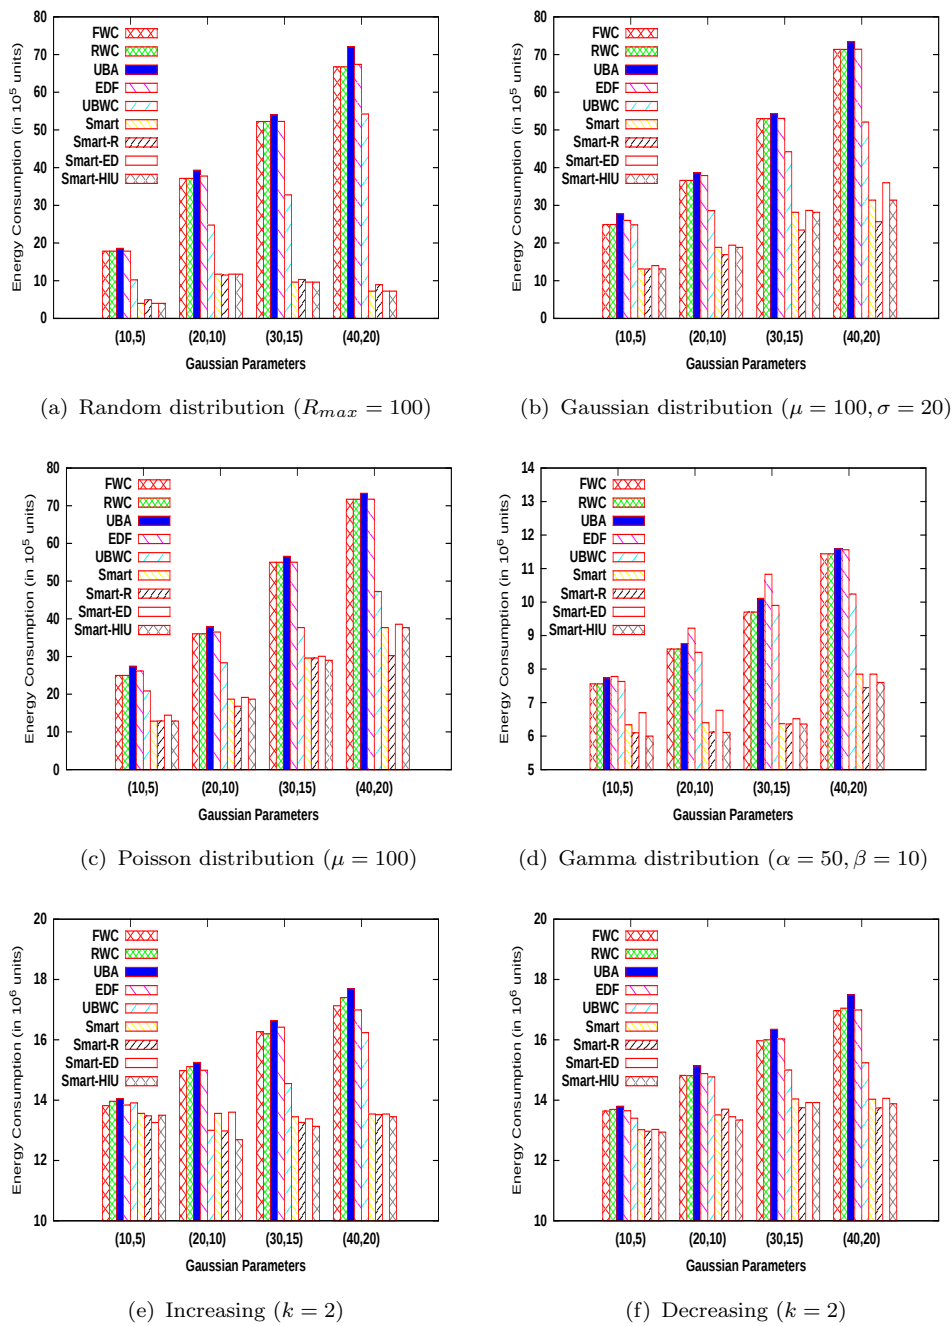 80
70
60
50
40
30
20
10
0
Energy Consumption (in 10^5 units)
FWC
RWC
UBA
EDF
UBWC
Smart
Smart-R
Smart-ED
Smart-HIU
(10,5) (20,10) (30,15) (40,20)
Gaussian Parameters
(a) Random distribution (R_max = 100)
80
70
60
50
40
30
20
10
0
Energy Consumption (in 10^5 units)
FWC
RWC
UBA
EDF
UBWC
Smart
Smart-R
Smart-ED
Smart-HIU
(10,5) (20,10) (30,15) (40,20)
Gaussian Parameters
(b) Gaussian distribution (μ = 100, σ = 20)
80
70
60
50
40
30
20
10
0
Energy Consumption (in 10^5 units)
FWC
RWC
UBA
EDF
UBWC
Smart
Smart-R
Smart-ED
Smart-HIU
(10,5) (20,10) (30,15) (40,20)
Gaussian Parameters
(c) Poisson distribution (μ = 100)
14
13
12
11
10
9
8
7
6
5
Energy Consumption (in 10^6 units)
FWC
RWC
UBA
EDF
UBWC
Smart
Smart-R
Smart-ED
Smart-HIU
(10,5) (20,10) (30,15) (40,20)
Gaussian Parameters
(d) Gamma distribution (α = 50, β = 10)
20
18
16
14
12
10
Energy Consumption (in 10^6 units)
FWC
RWC
UBA
EDF
UBWC
Smart
Smart-R
Smart-ED
Smart-HIU
(10,5) (20,10) (30,15) (40,20)
Gaussian Parameters
(e) Increasing (k = 2)
20
18
16
14
12
10
Energy Consumption (in 10^6 units)
FWC
RWC
UBA
EDF
UBWC
Smart
Smart-R
Smart-ED
Smart-HIU
(10,5) (20,10) (30,15) (40,20)
Gaussian Parameters
(f) Decreasing (k = 2)